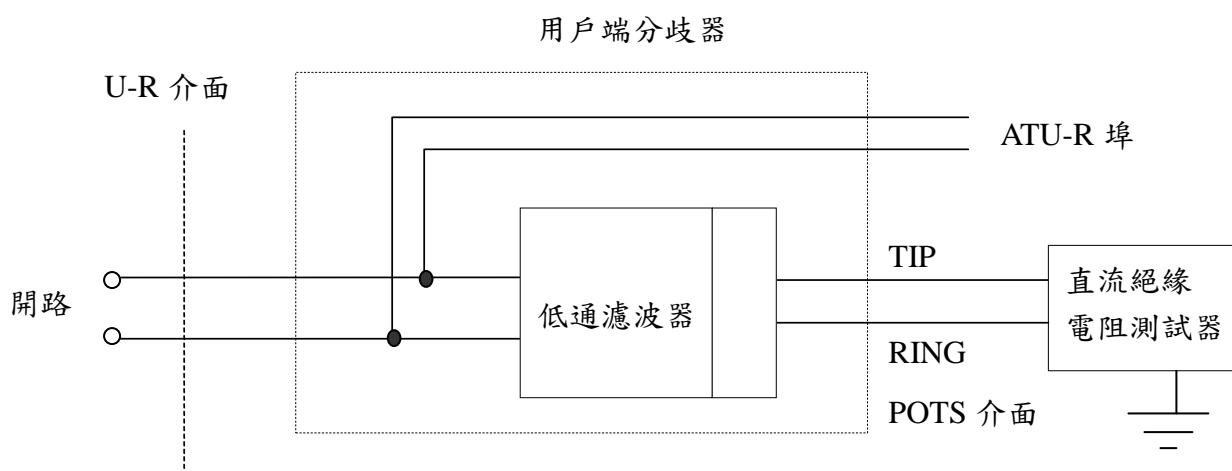 用戶端分歧器
U-R 介面
ATU-R 埠
開路
低通濾波器
TIP
RING
POTS 介面
直流絕緣
電阻測試器